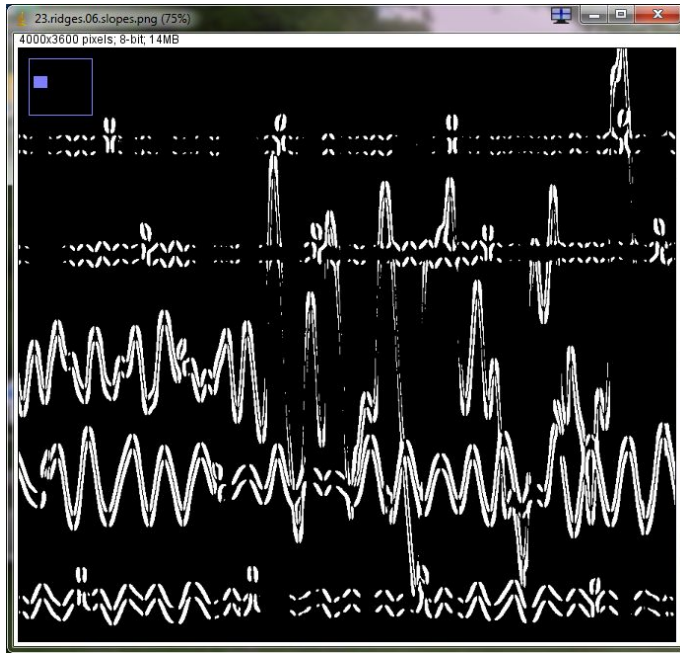 23.ridges.06.slopes.png (75%)
4000x3600 pixels; 8-bit; 14MB